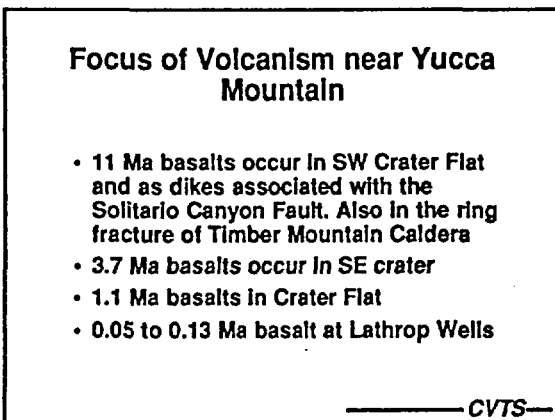 Focus of Volcanism near Yucca
Mountain
• 11 Ma basalts occur in SW Crater Flat
and as dikes associated with the
Solitario Canyon Fault. Also in the ring
fracture of Timber Mountain Caldera
• 3.7 Ma basalts occur in SE crater
• 1.1 Ma basalts in Crater Flat
• 0.05 to 0.13 Ma basalt at Lathrop Wells
CVTS